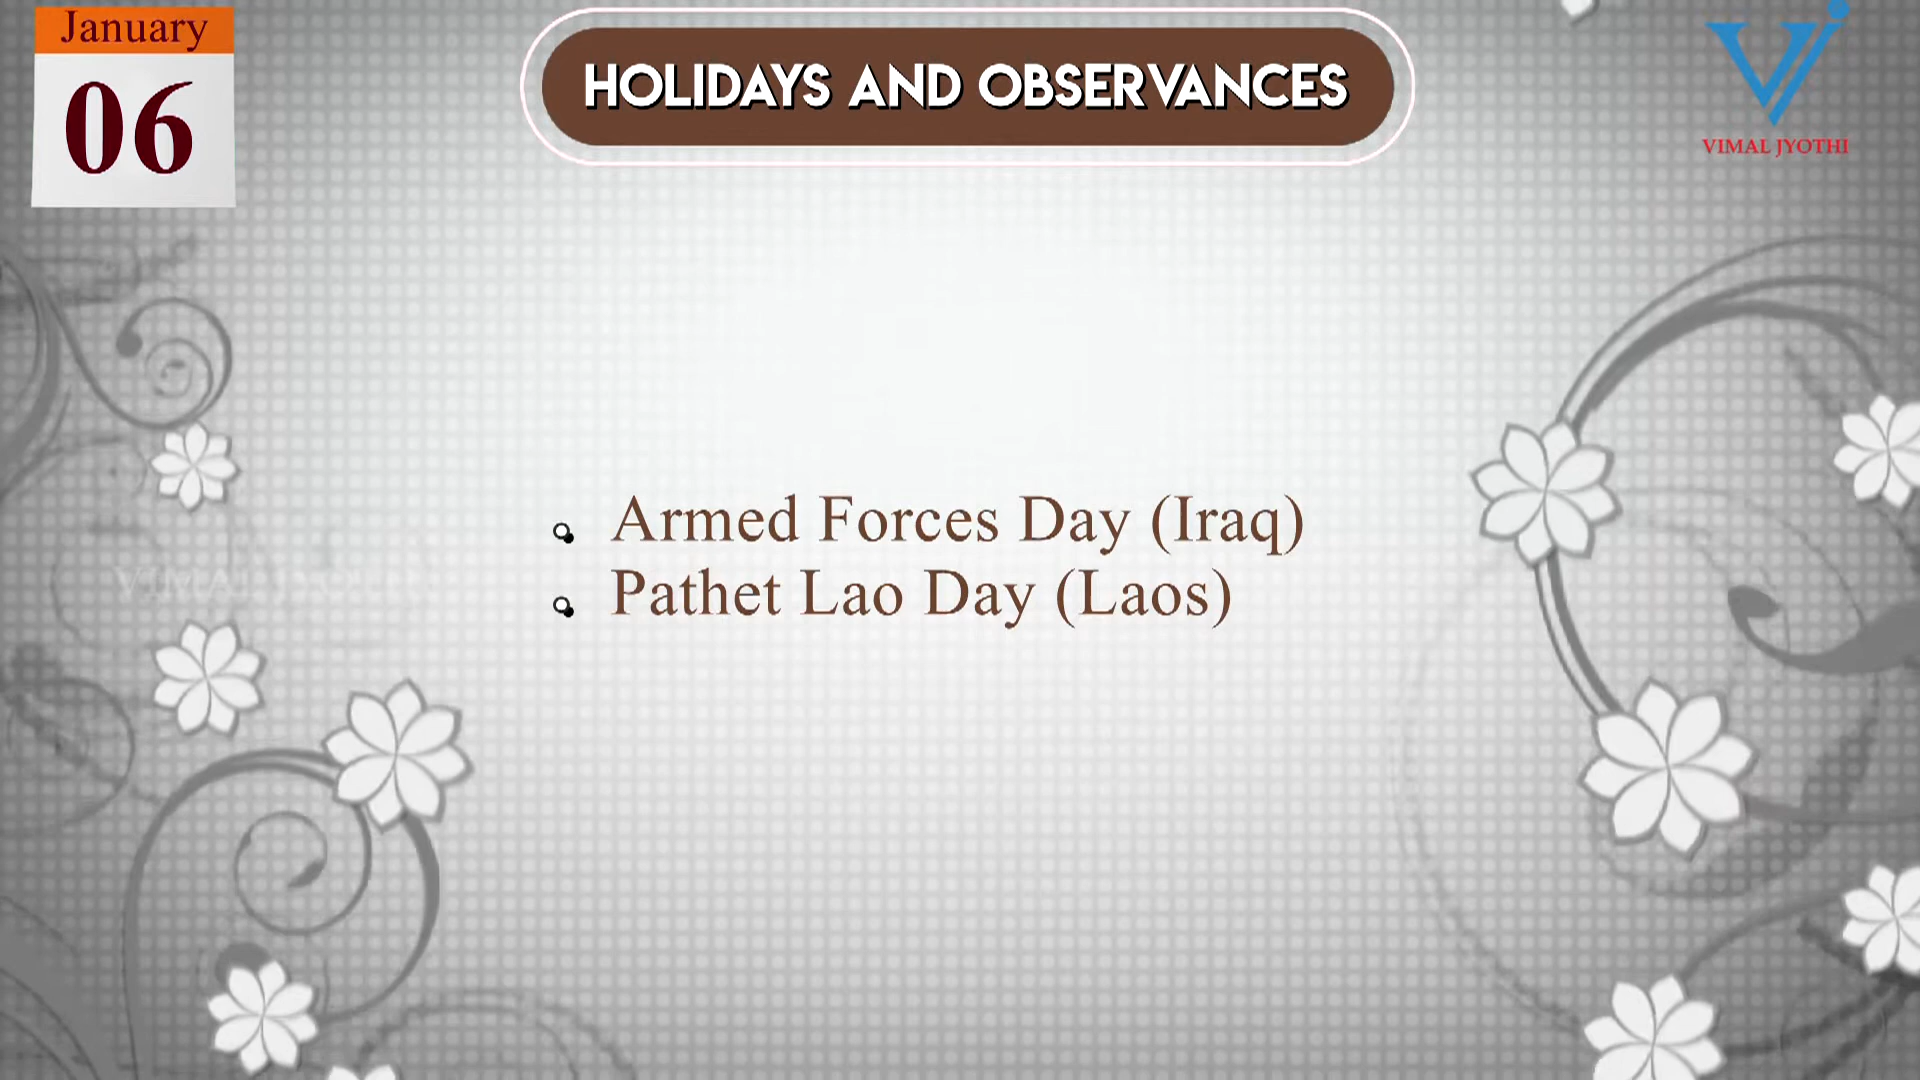 January
06
HOLIDAYS AND OBSERVANCES
VIMAL JYOTHI
Armed Forces Day (Iraq)
Pathet Lao Day (Laos)